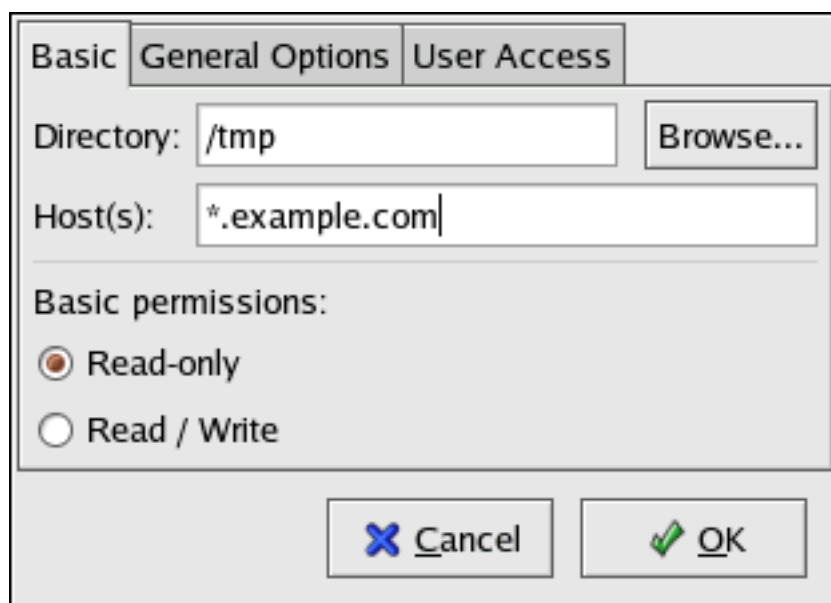 Basic General Options User Access
Directory: /tmp Browse...
Host(s): *.example.com
Basic permissions:
Read-only
Read / Write
Cancel OK